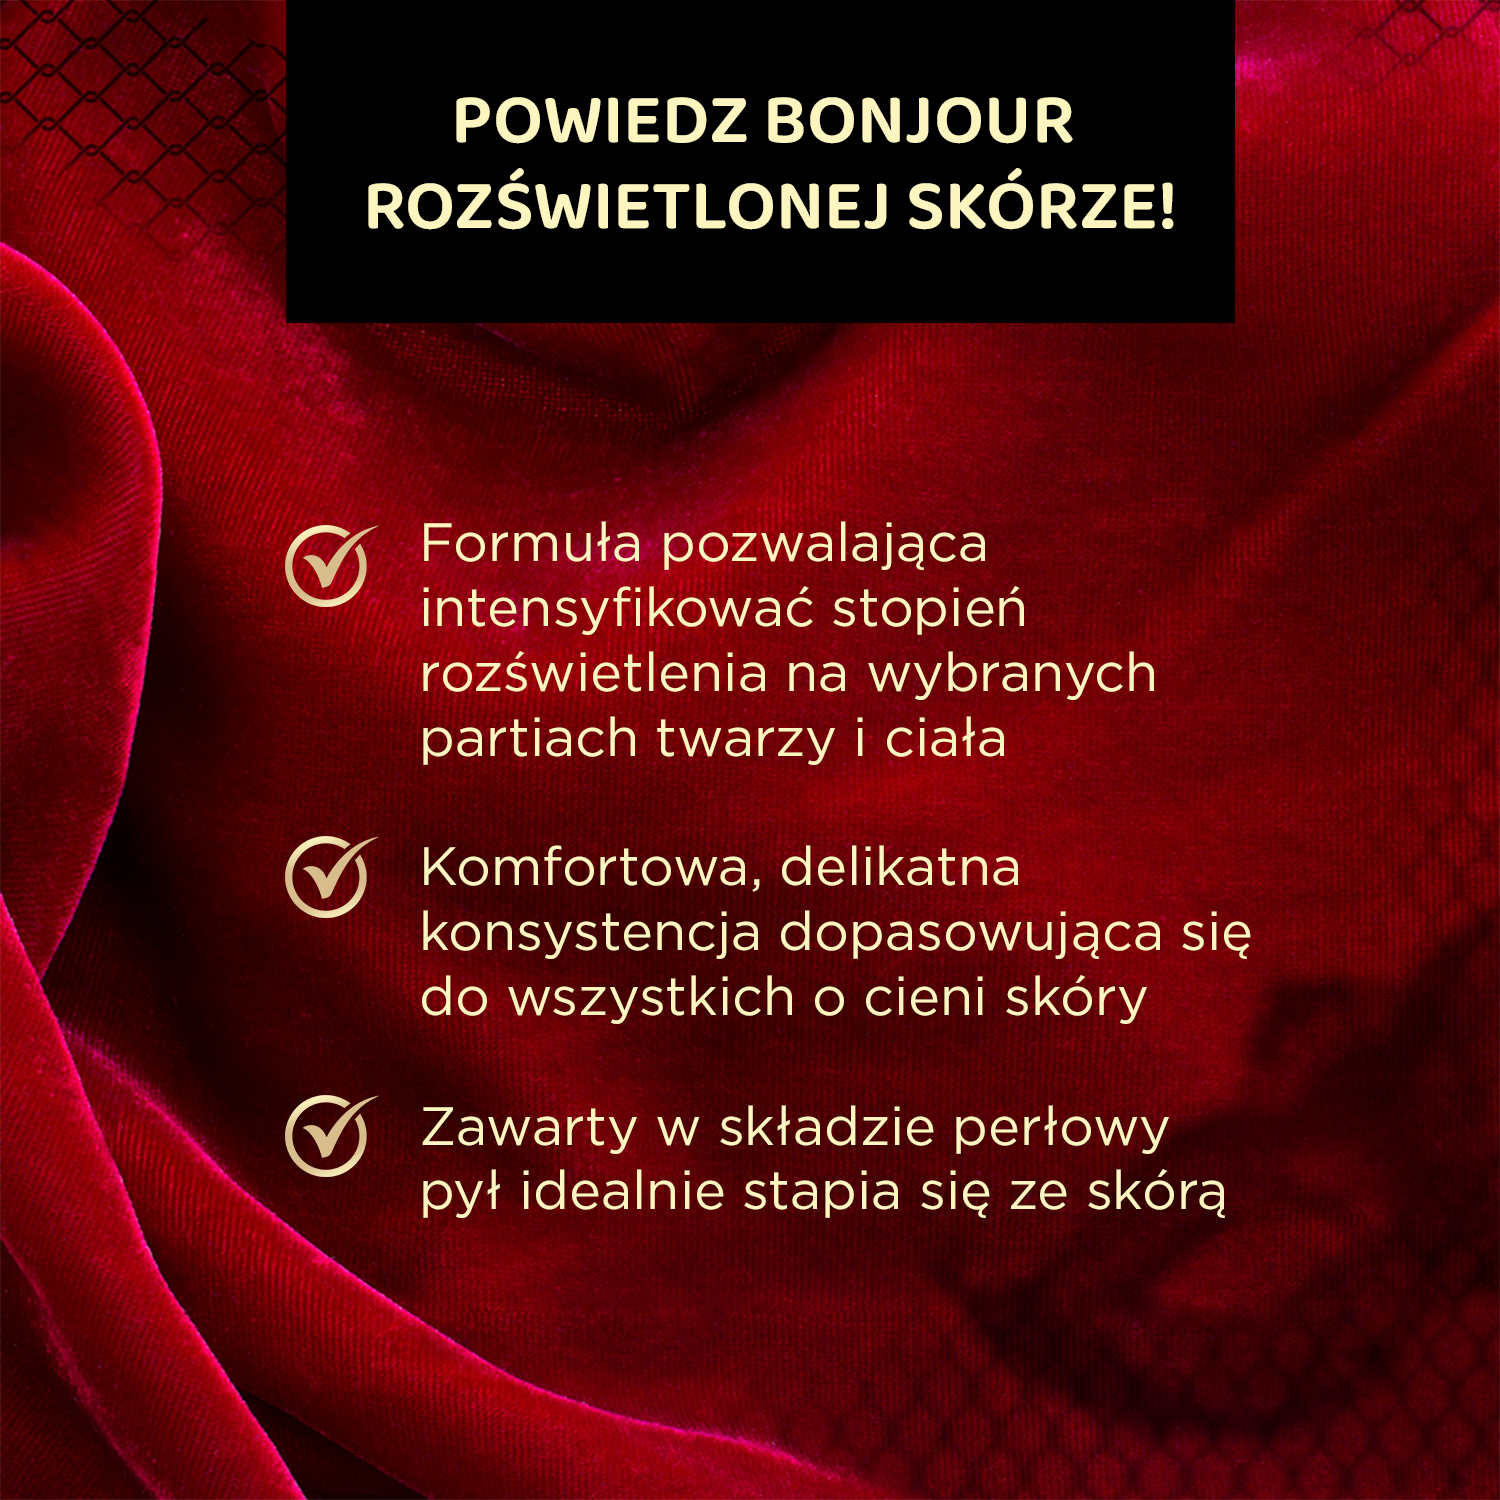 POWIEDZ BONJOUR
ROZŚWIETLONEJ SKÓRZE!
Formuła pozwalająca
intensyfikować stopień
rozświetlenia na wybranych
partiach twarzy i ciała
Komfortowa, delikatna
konsystencja dopasowująca się
do wszystkich o cieni skóry
Zawarty w składzie perłowy
pył idealnie stapia się ze skórą